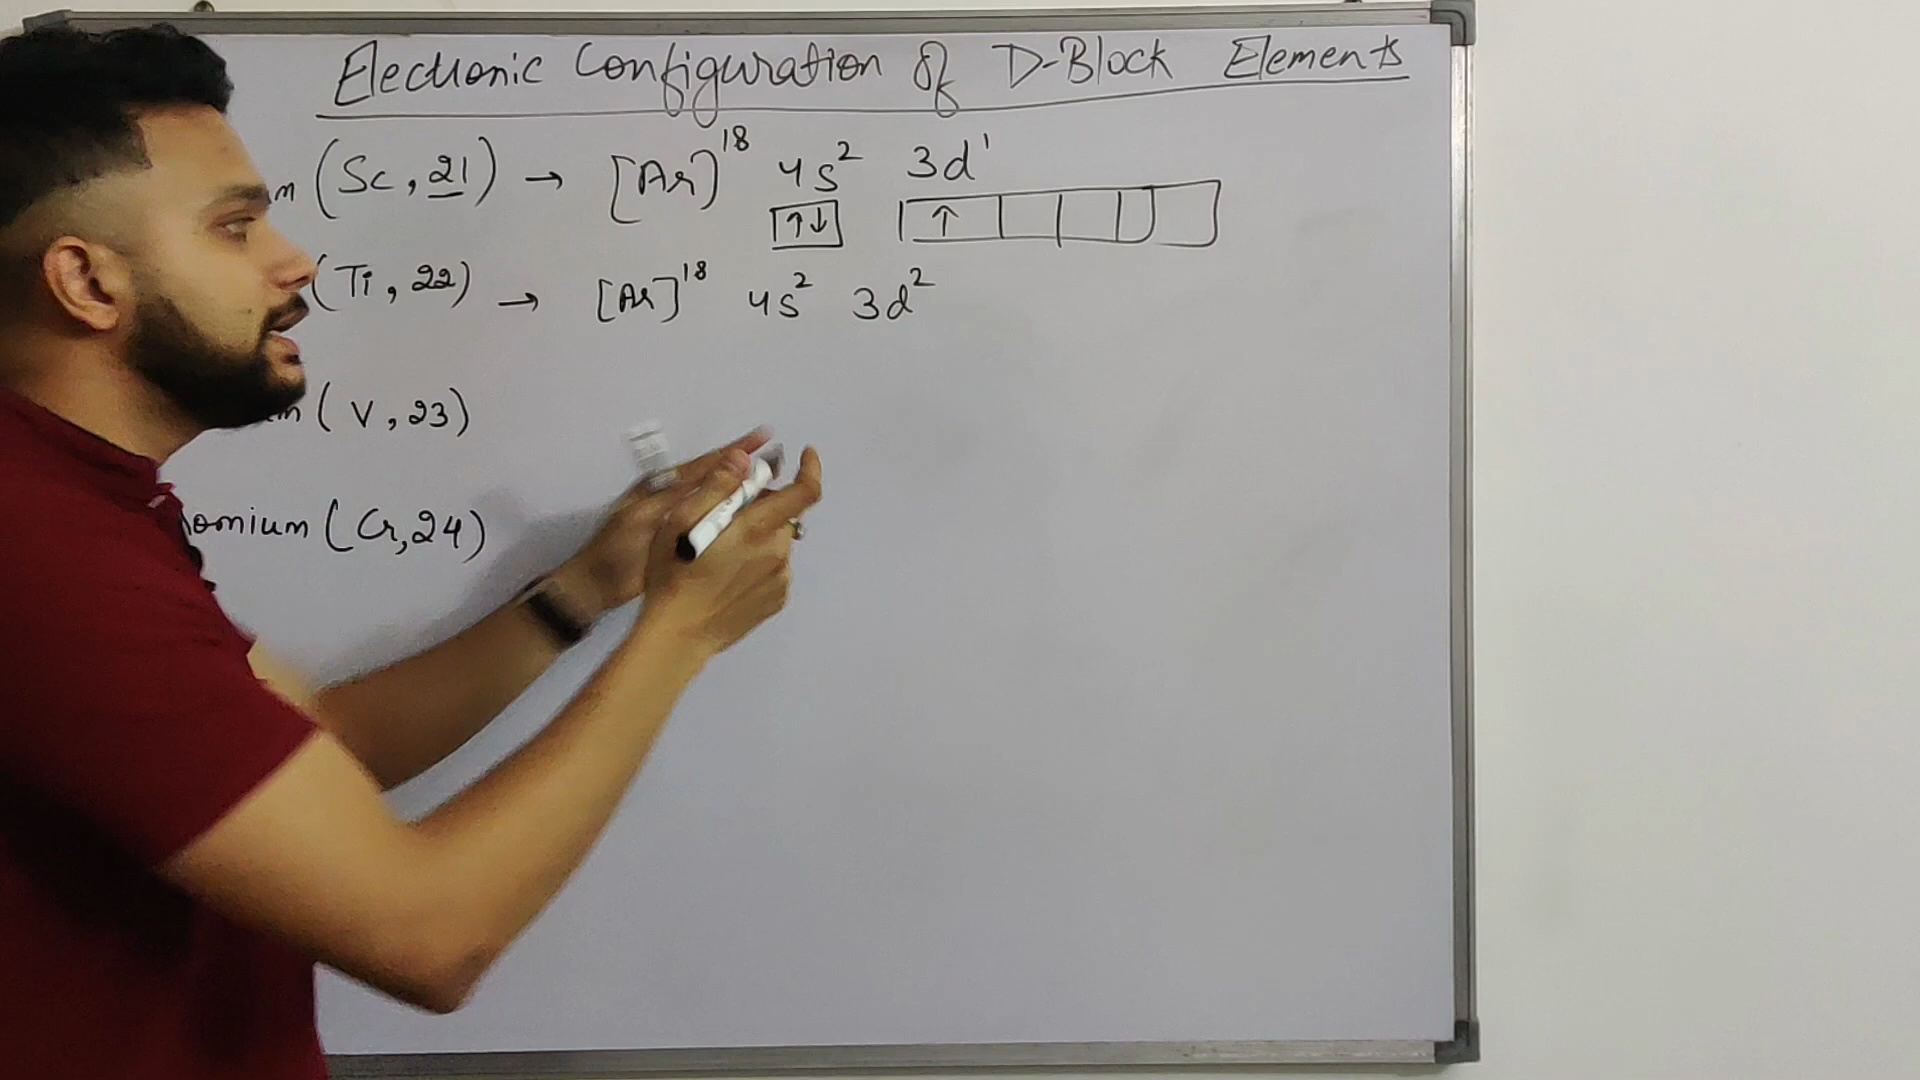 Electronic Configuration Of D-Block Elements
m (Sc, 21) → [Ar]¹⁸ 4s² 3d¹
↑↓ ↑
(Ti, 22) → [Ar]¹⁸ 4s² 3d²
m (V, 23)
omium (Cr, 24)